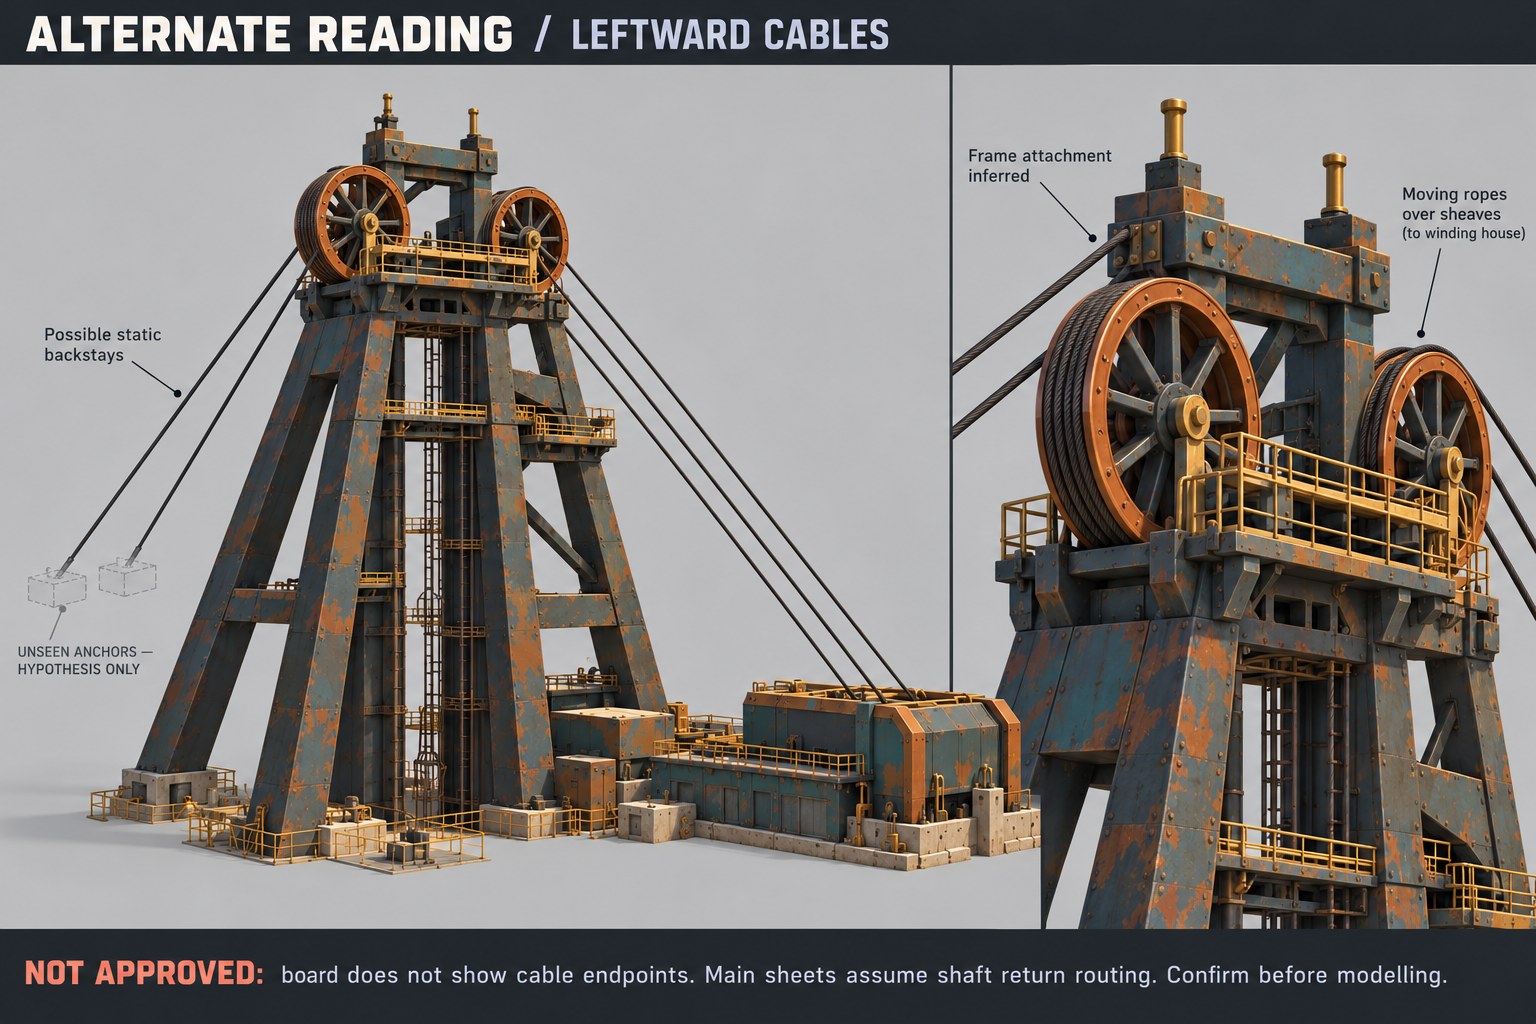 ALTERNATE READING / LEFTWARD CABLES
Frame attachment
inferred
Moving ropes
over sheaves
(to winding house)
Possible static
backstays
UNSEEN ANCHORS —
HYPOTHESIS ONLY
NOT APPROVED: board does not show cable endpoints. Main sheets assume shaft return routing. Confirm before modelling.